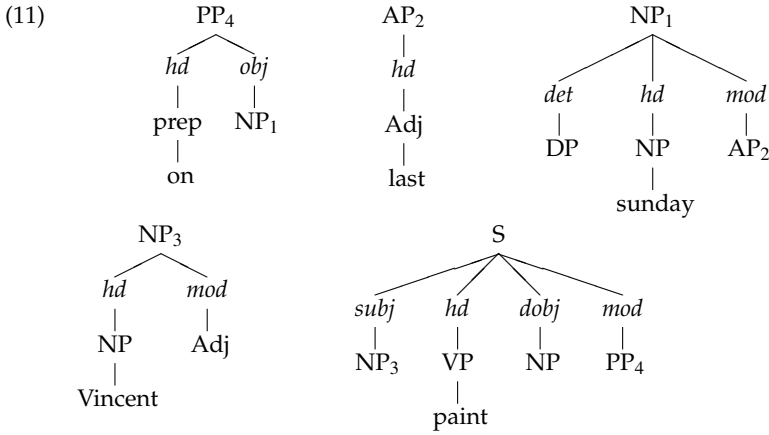 (11) PP₄ AP₂ NP₁
hd obj hd det hd mod
prep NP₁ Adj DP NP AP₂
on last sunday
NP₃ S
hd mod subj hd dobj mod
NP Adj NP₃ VP NP PP₄
Vincent paint